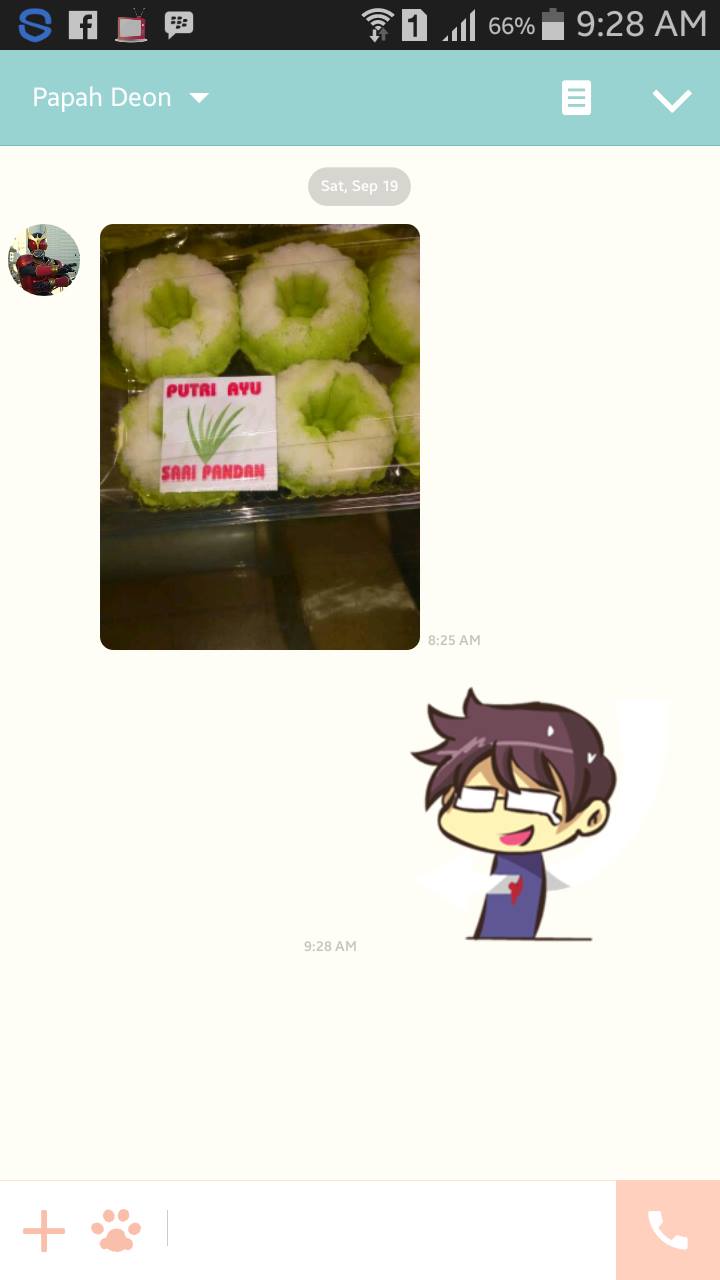 1 66% 9:28 AM
Papah Deon
Sat, Sep 19
PUTRI AYU
SARI PANDAN
8:25 AM
9:28 AM